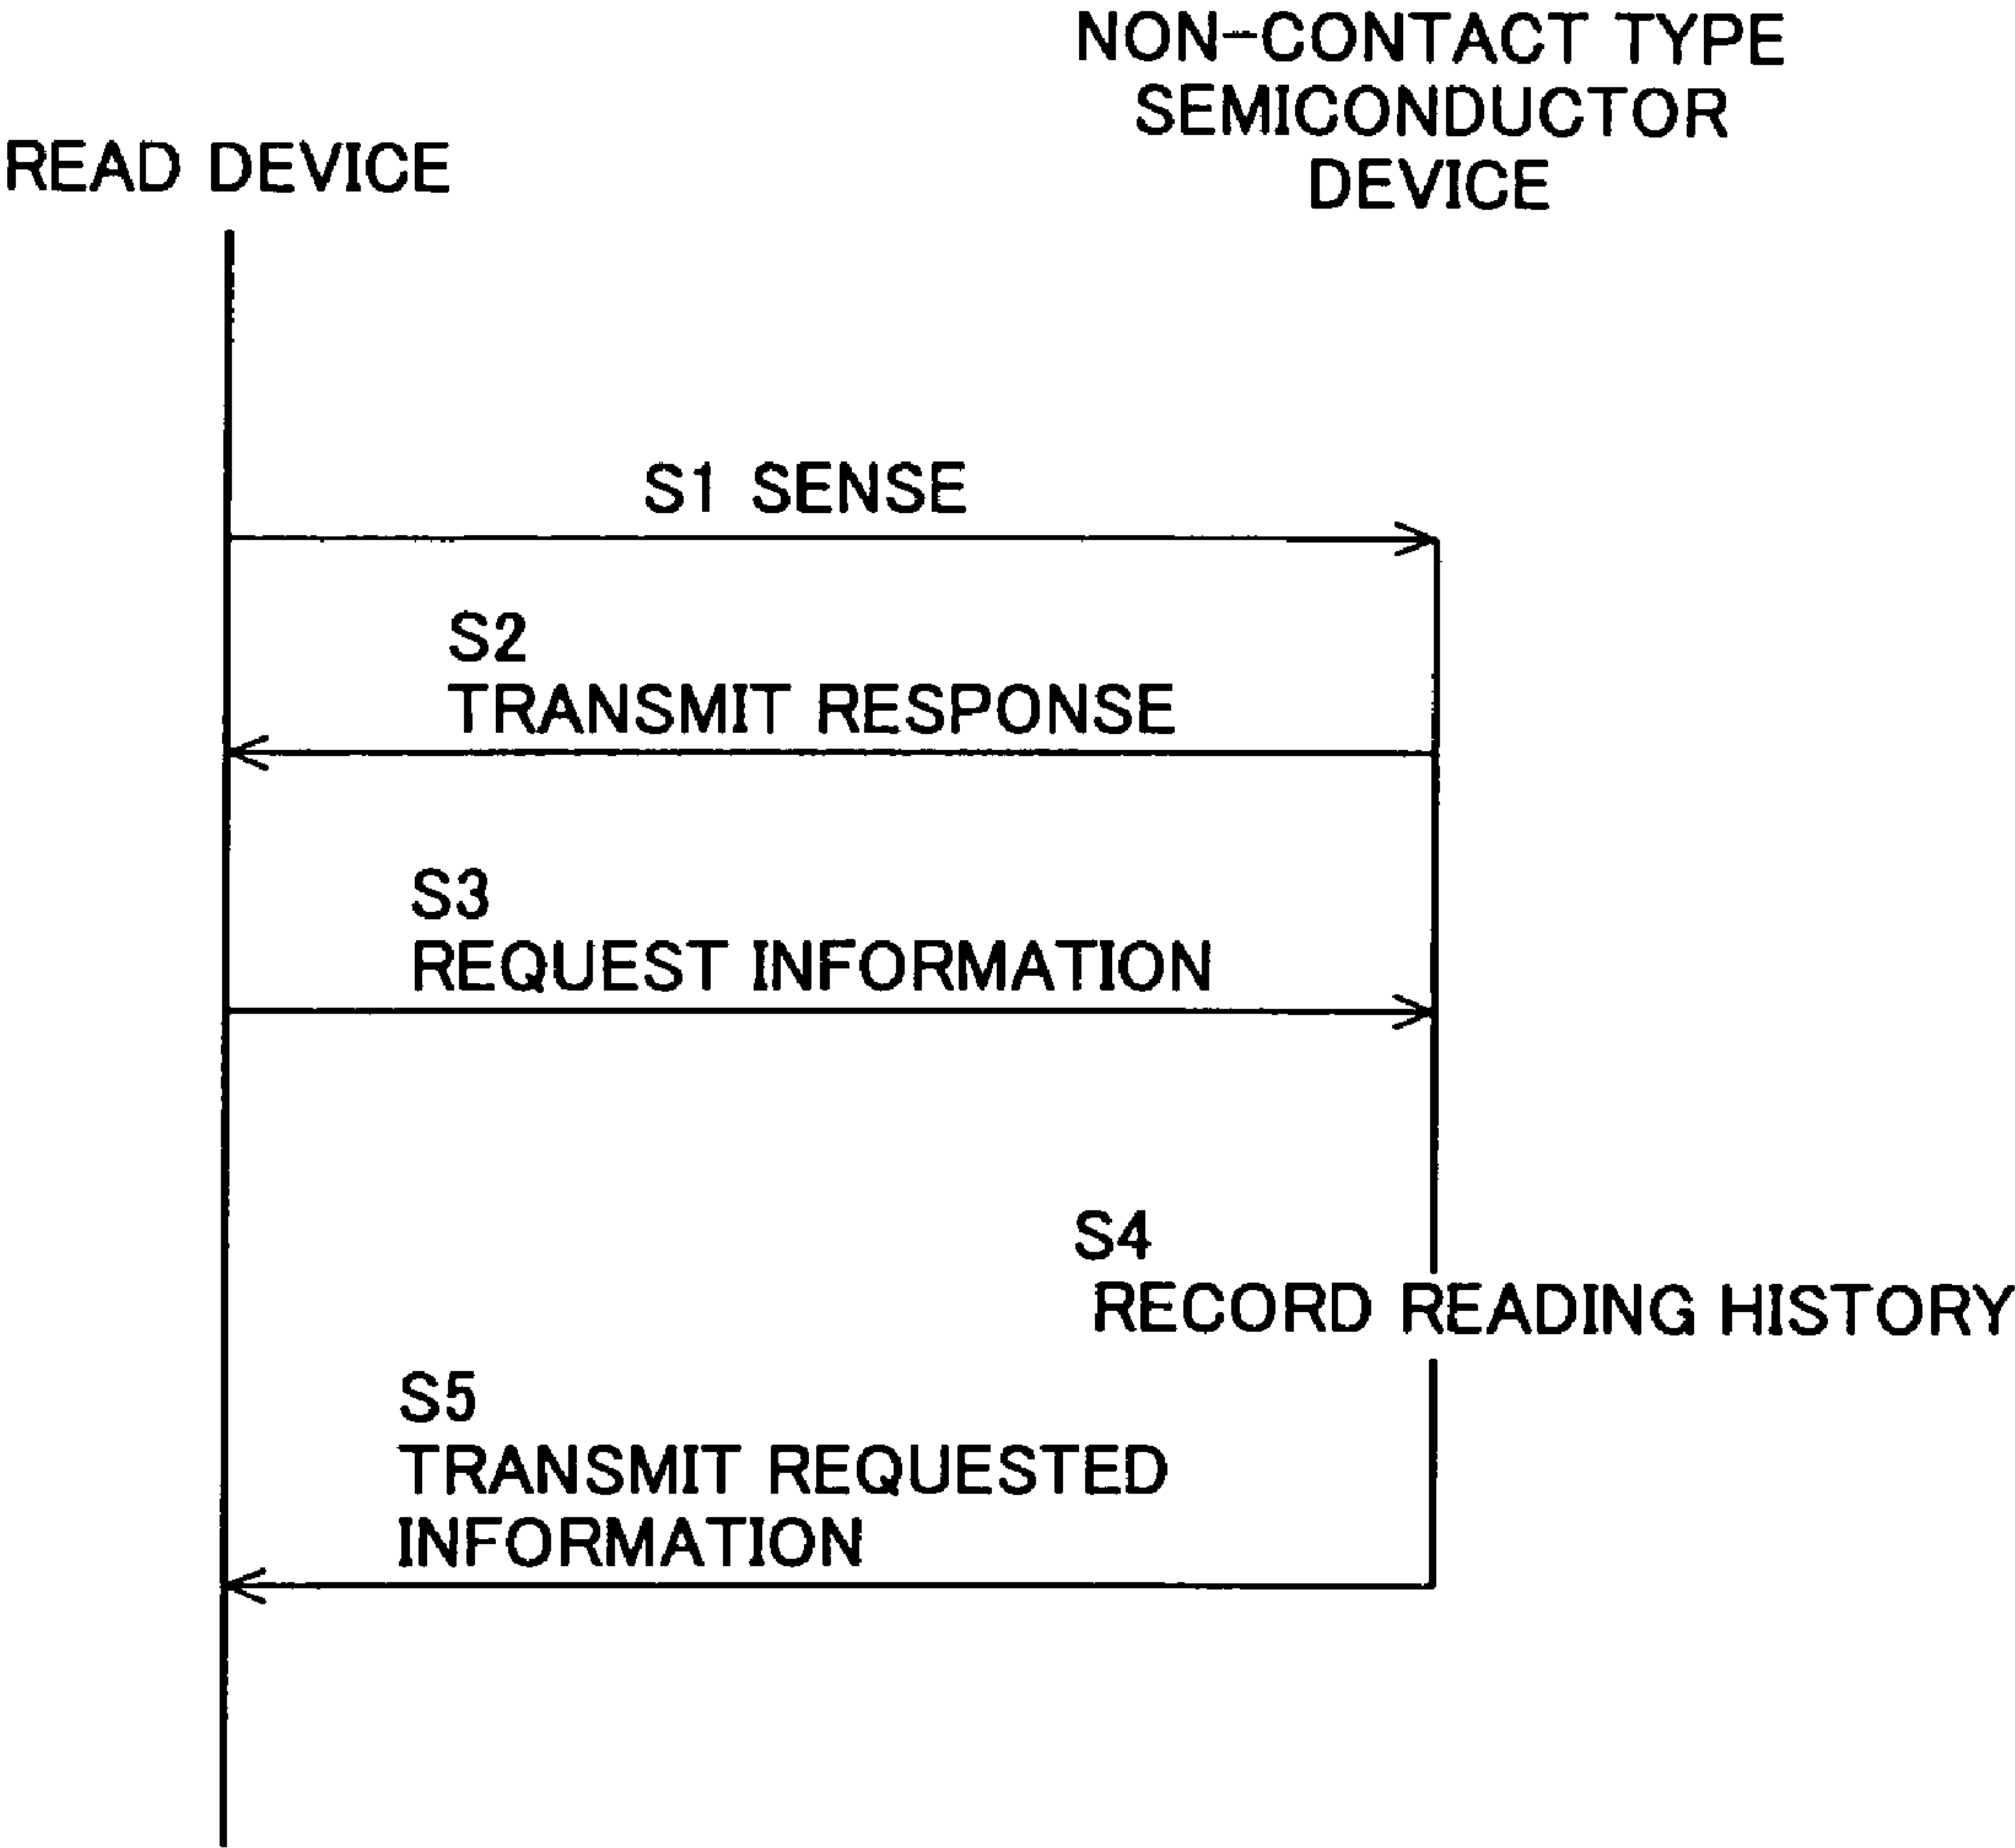 READ DEVICE
NON-CONTACT TYPE
SEMICONDUCTOR
DEVICE
S1 SENSE
S2
TRANSMIT RESPONSE
S3
REQUEST INFORMATION
S4
RECORD READING HISTORY
S5
TRANSMIT REQUESTED
INFORMATION